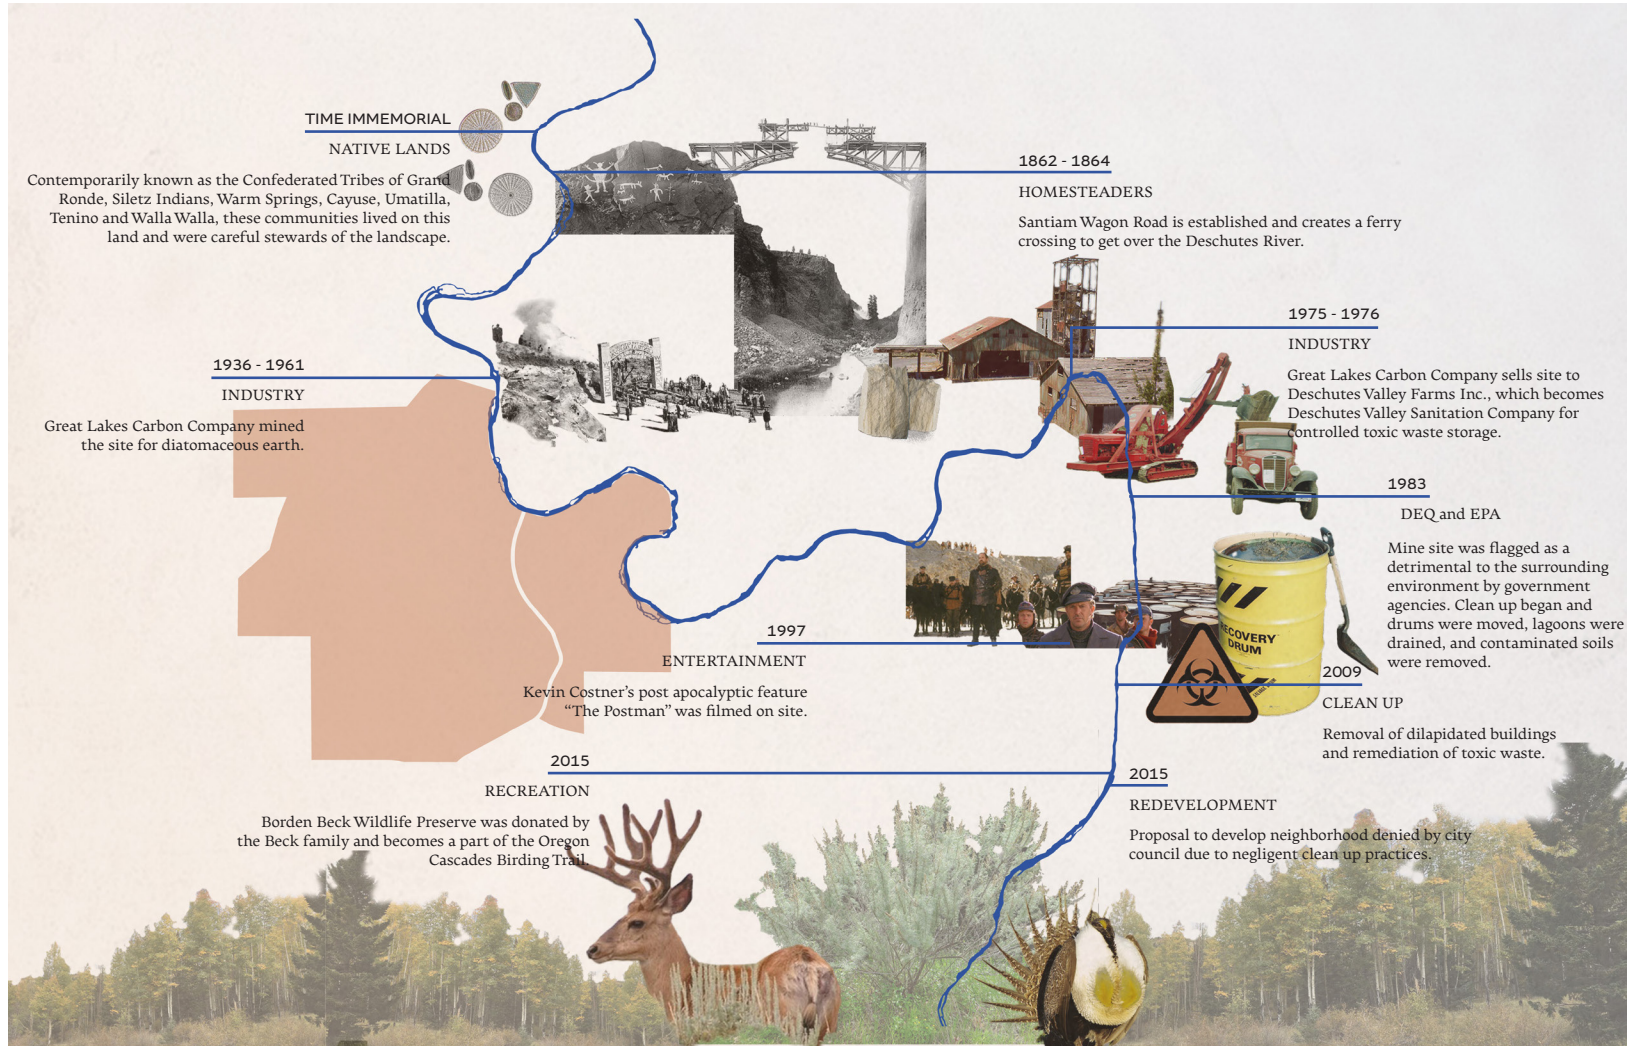 TIME IMMEMORIAL
NATIVE LANDS
Contemporarily known as the Confederated Tribes of Grand
Ronde, Siletz Indians, Warm Springs, Cayuse, Umatilla,
Tenino and Walla Walla, these communities lived on this
land and were careful stewards of the landscape.
1862 - 1864
HOMESTEADERS
Santiam Wagon Road is established and creates a ferry
crossing to get over the Deschutes River.
1936 - 1961
INDUSTRY
Great Lakes Carbon Company mined
the site for diatomaceous earth.
1975 - 1976
INDUSTRY
Great Lakes Carbon Company sells site to
Deschutes Valley Farms Inc., which becomes
Deschutes Valley Sanitation Company for
controlled toxic waste storage.
1983
DEQ and EPA
Mine site was flagged as a
detrimental to the surrounding
environment by government
agencies. Clean up began and
drums were moved, lagoons were
drained, and contaminated soils
were removed.
RECOVERY
DRUM
1997
ENTERTAINMENT
Kevin Costner’s post apocalyptic feature
“The Postman” was filmed on site.
2009
CLEAN UP
Removal of dilapidated buildings
and remediation of toxic waste.
2015
RECREATION
Borden Beck Wildlife Preserve was donated by
the Beck family and becomes a part of the Oregon
Cascades Birding Trail.
2015
REDEVELOPMENT
Proposal to develop neighborhood denied by city
council due to negligent clean up practices.